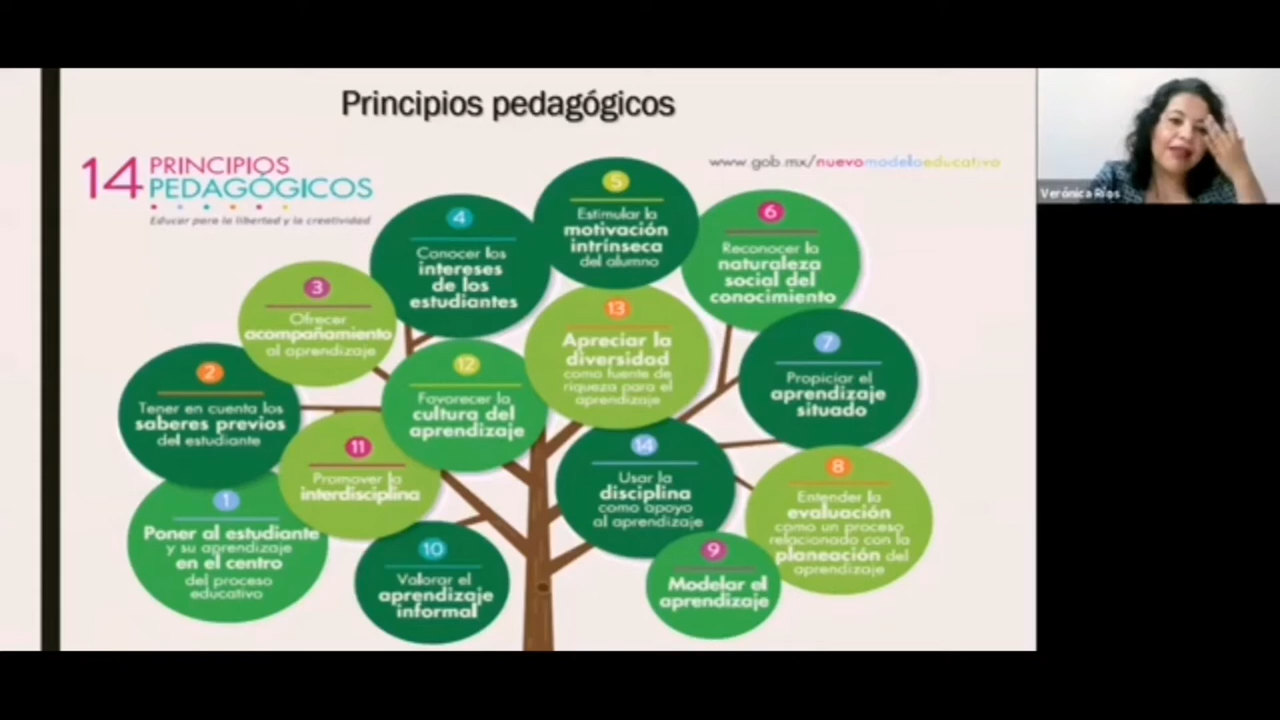 Principios pedagógicos
14 PRINCIPIOS
PEDAGÓGICOS
Educar para la libertad y la creatividad
www.gob.mx/nuevomodeloeducativo
Verónica Ríos
1
Poner al estudiante
y su aprendizaje
en el centro
del proceso
educativo
2
Tener en cuenta los
saberes previos
del estudiante
3
Ofrecer
acompañamiento
al aprendizaje
4
Conocer los
intereses
de los
estudiantes
5
Estimular la
motivación
intrínseca
del alumno
6
Reconocer la
naturaleza
social del
conocimiento
7
Propiciar el
aprendizaje
situado
8
Entender la
evaluación
como un proceso
relacionado con la
planeación del
aprendizaje
9
Modelar el
aprendizaje
10
Valorar el
aprendizaje
informal
11
Promover la
interdisciplina
12
Favorecer la
cultura del
aprendizaje
13
Apreciar la
diversidad
como fuente de
riqueza para el
aprendizaje
14
Usar la
disciplina
como apoyo
al aprendizaje